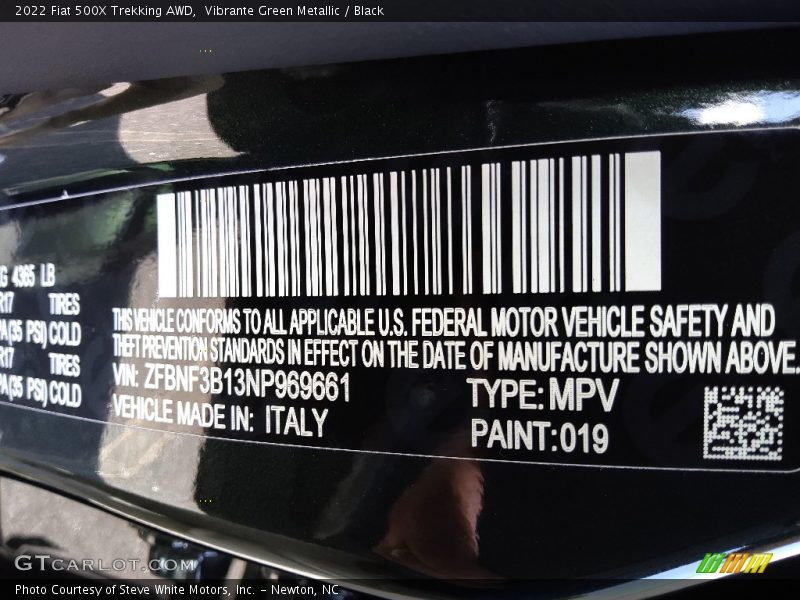 2022 Fiat 500X Trekking AWD, Vibrante Green Metallic / Black
G 4365 LB
R17 TIRES
PA(35 PSI) COLD
R17 TIRES
PA(35 PSI) COLD
THIS VEHICLE CONFORMS TO ALL APPLICABLE U.S. FEDERAL MOTOR VEHICLE SAFETY AND
THEFT PREVENTION STANDARDS IN EFFECT ON THE DATE OF MANUFACTURE SHOWN ABOVE.
VIN: ZFBNF3B13NP969661 TYPE: MPV
VEHICLE MADE IN: ITALY PAINT: 019
GTCARLOT.COM
Photo Courtesy of Steve White Motors, Inc. - Newton, NC